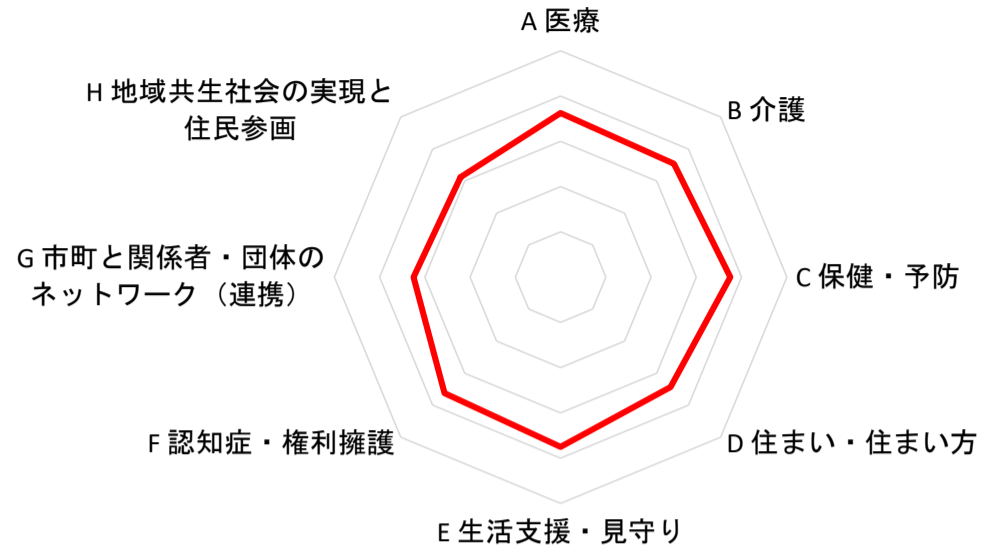 A 医療
B 介護
C 保健・予防
D 住まい・住まい方
E 生活支援・見守り
F 認知症・権利擁護
G 市町と関係者・団体の
ネットワーク（連携）
H 地域共生社会の実現と
住民参画